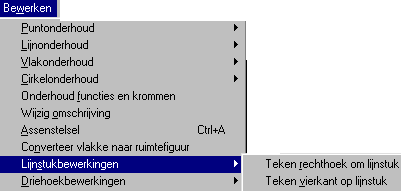 Bewerken
Puntonderhoud
Lijnonderhoud
Vlakonderhoud
Cirkelonderhoud
Onderhoud functies en krommen
Wijzig omschrijving
Assenstelsel Ctrl+A
Converteer vlakke naar ruimtefiguur
Lijnstukbewerkingen
Teken rechthoek om lijnstuk
Driehoekbewerkingen
Teken vierkant op lijnstuk